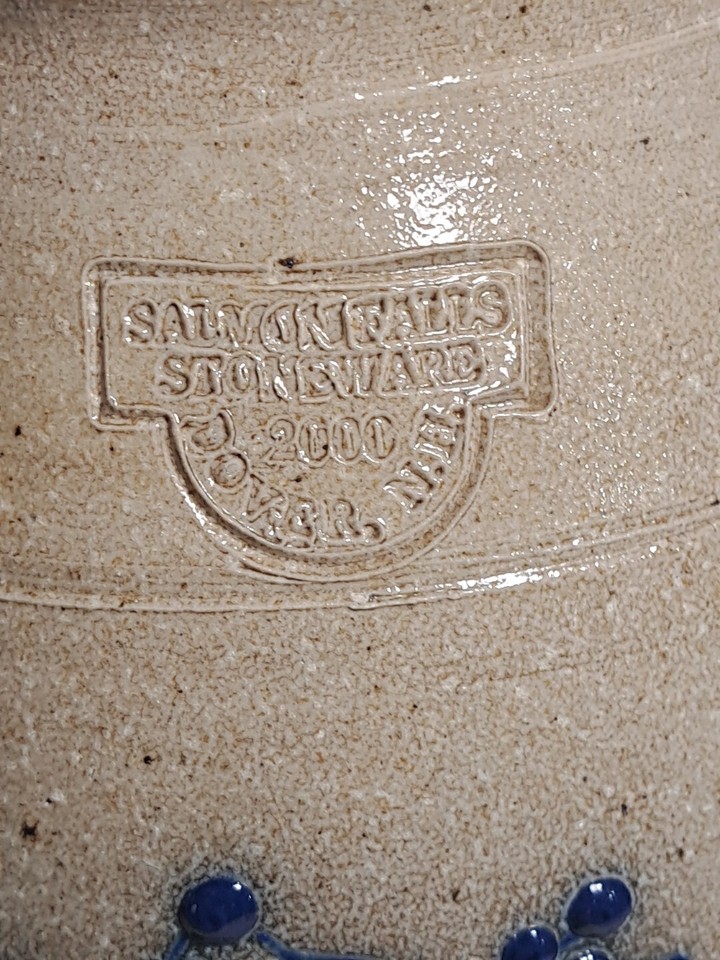 SALMON FALLS
STONEWARE
2000
DOVER, N.H.